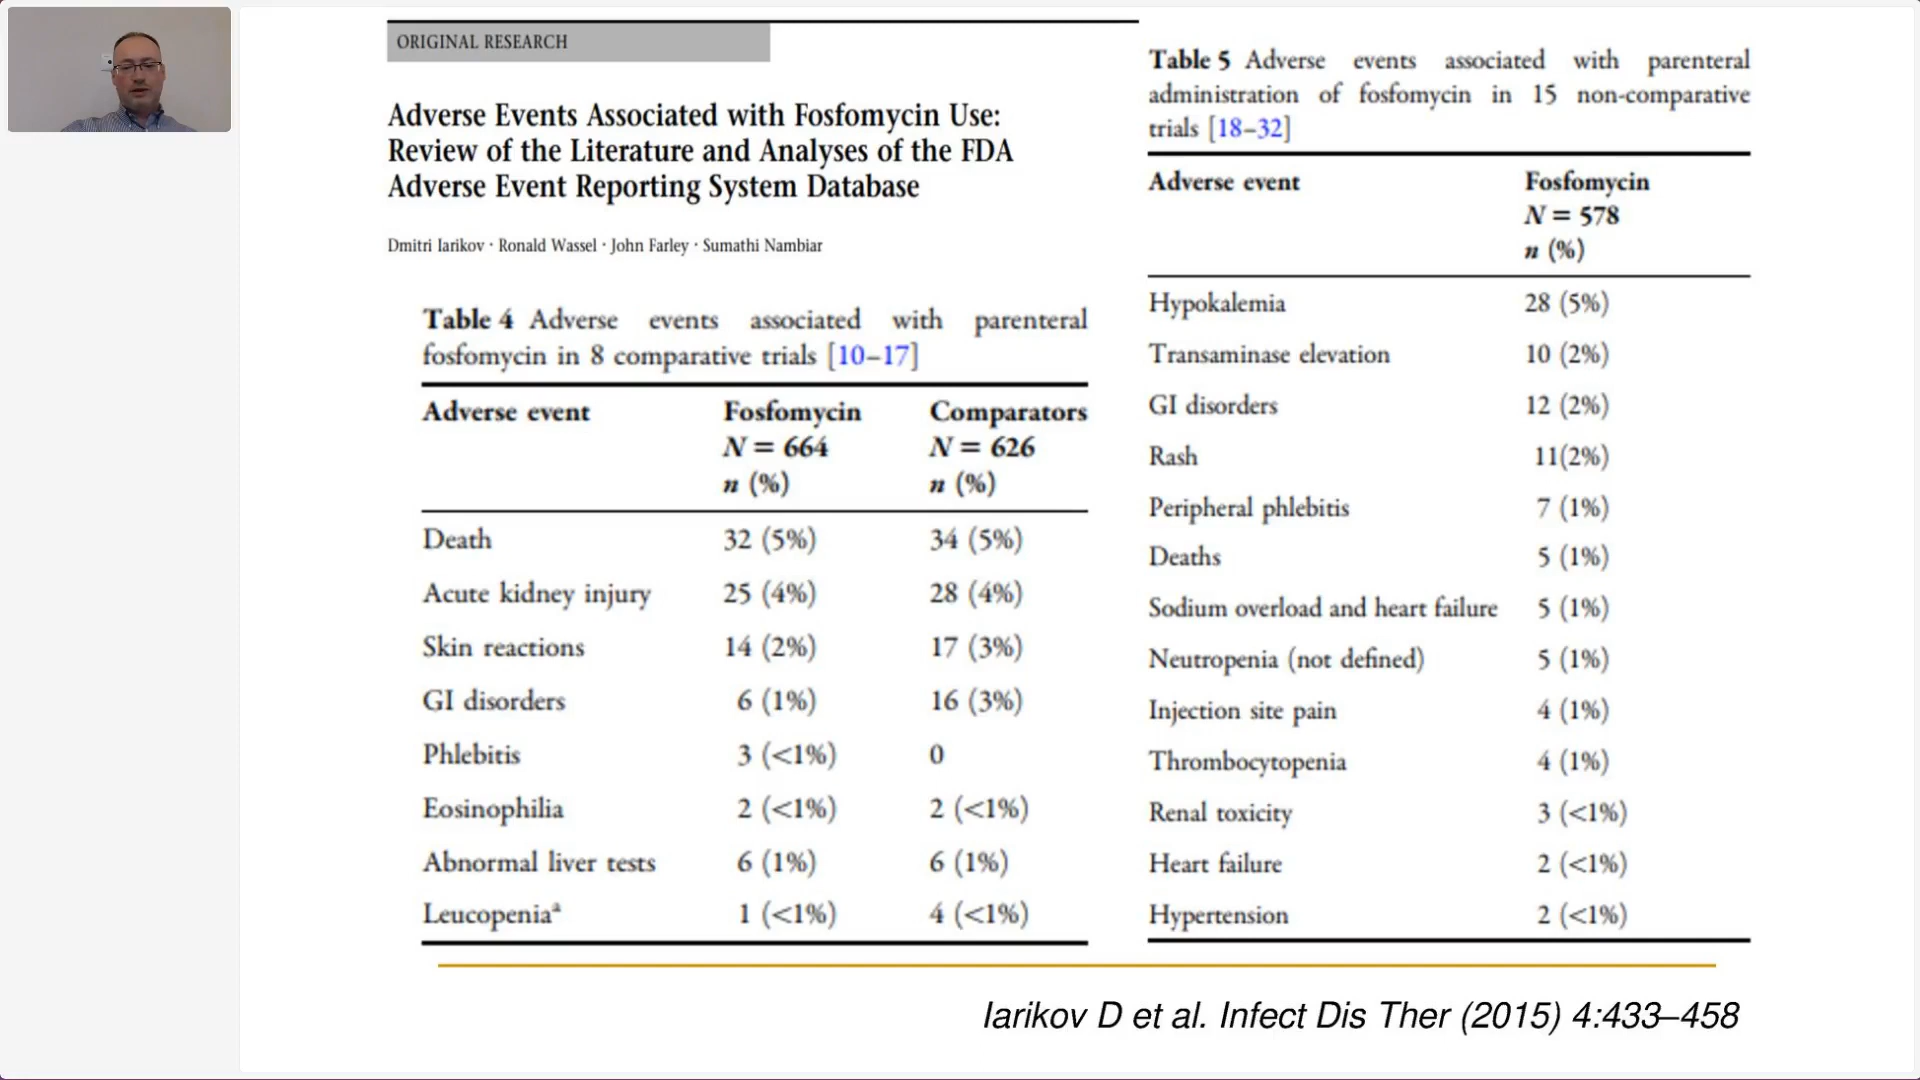 ORIGINAL RESEARCH
Adverse Events Associated with Fosfomycin Use:
Review of the Literature and Analyses of the FDA
Adverse Event Reporting System Database
Dmitri Iarikov · Ronald Wassel · John Farley · Sumathi Nambiar
Table 4 Adverse events associated with parenteral
fosfomycin in 8 comparative trials [10–17]
Adverse event Fosfomycin Comparators
N = 664 N = 626
n (%) n (%)
Death 32 (5%) 34 (5%)
Acute kidney injury 25 (4%) 28 (4%)
Skin reactions 14 (2%) 17 (3%)
GI disorders 6 (1%) 16 (3%)
Phlebitis 3 (<1%) 0
Eosinophilia 2 (<1%) 2 (<1%)
Abnormal liver tests 6 (1%) 6 (1%)
Leucopeniaª 1 (<1%) 4 (<1%)
Table 5 Adverse events associated with parenteral
administration of fosfomycin in 15 non-comparative
trials [18–32]
Adverse event Fosfomycin
N = 578
n (%)
Hypokalemia 28 (5%)
Transaminase elevation 10 (2%)
GI disorders 12 (2%)
Rash 11(2%)
Peripheral phlebitis 7 (1%)
Deaths 5 (1%)
Sodium overload and heart failure 5 (1%)
Neutropenia (not defined) 5 (1%)
Injection site pain 4 (1%)
Thrombocytopenia 4 (1%)
Renal toxicity 3 (<1%)
Heart failure 2 (<1%)
Hypertension 2 (<1%)
Iarikov D et al. Infect Dis Ther (2015) 4:433–458